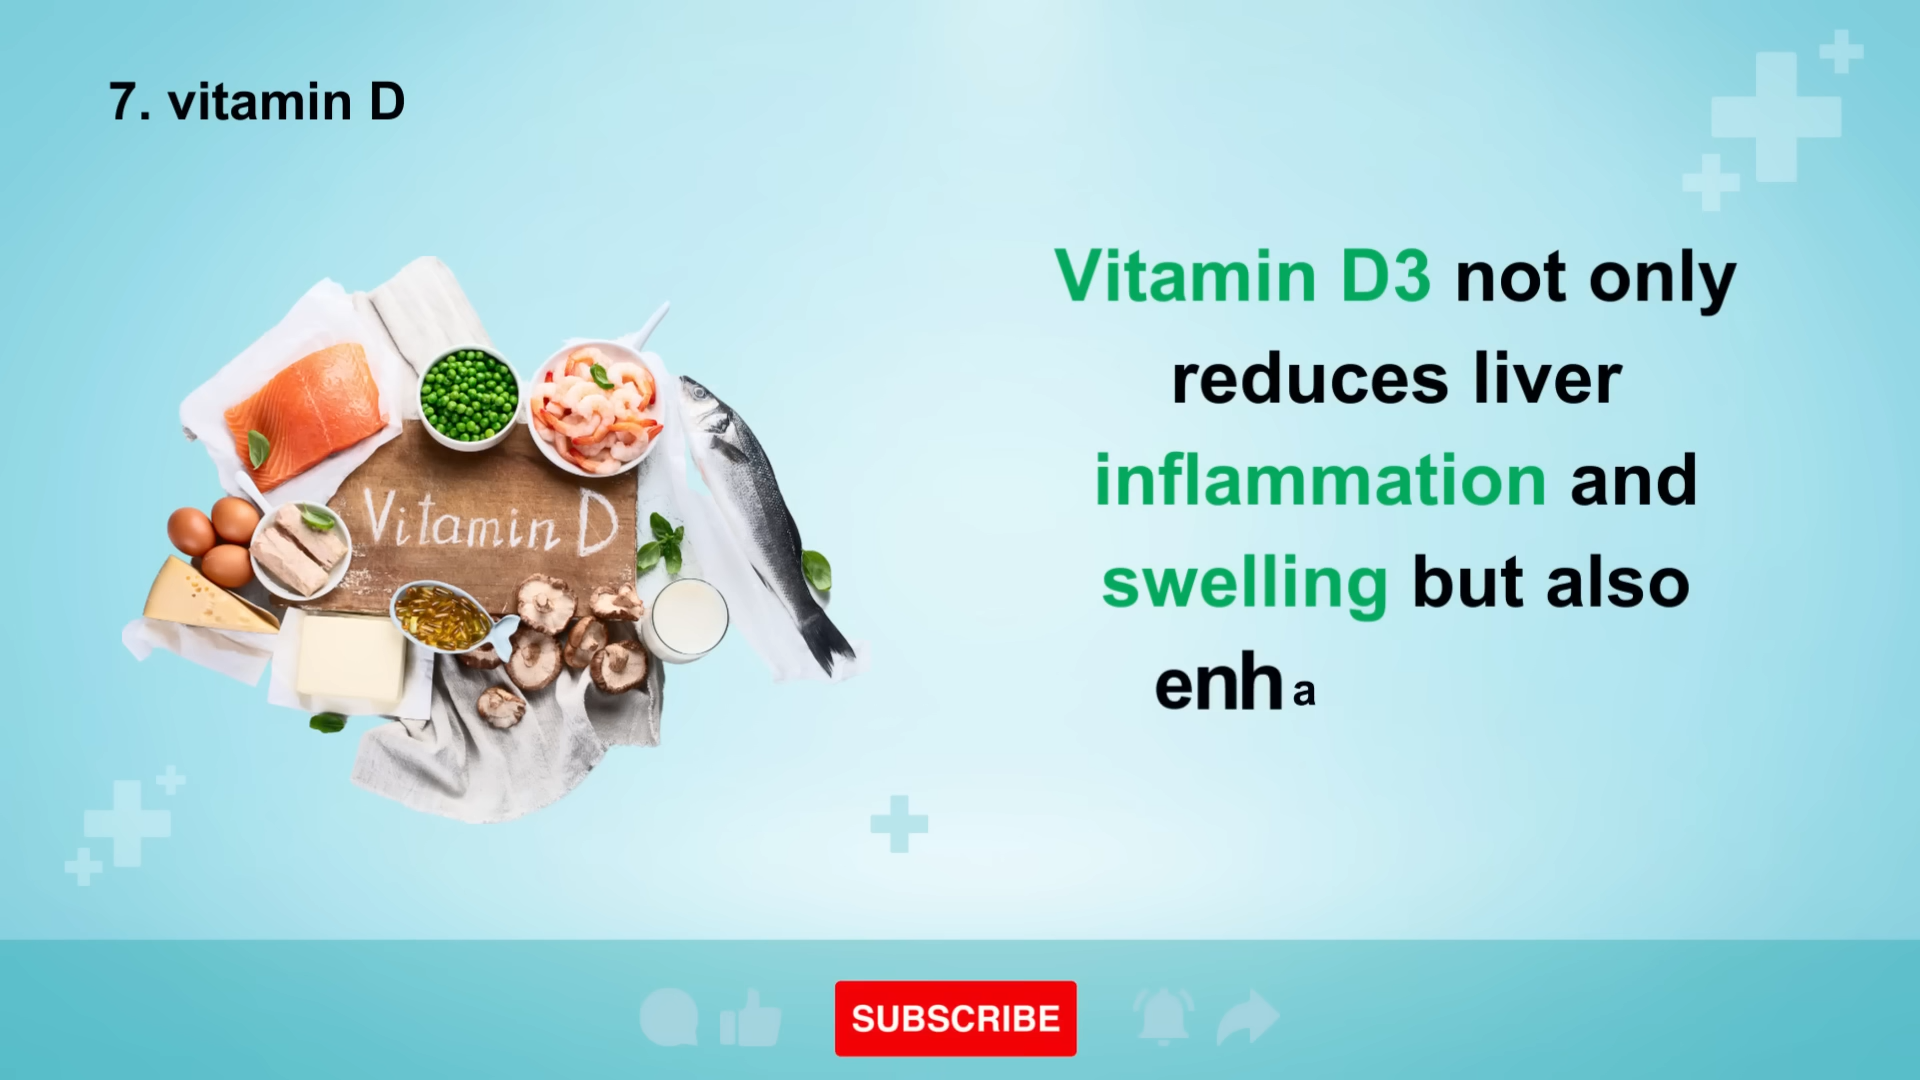 7. vitamin D
Vitamin D
Vitamin D3 not only
reduces liver
inflammation and
swelling but also
enha
SUBSCRIBE